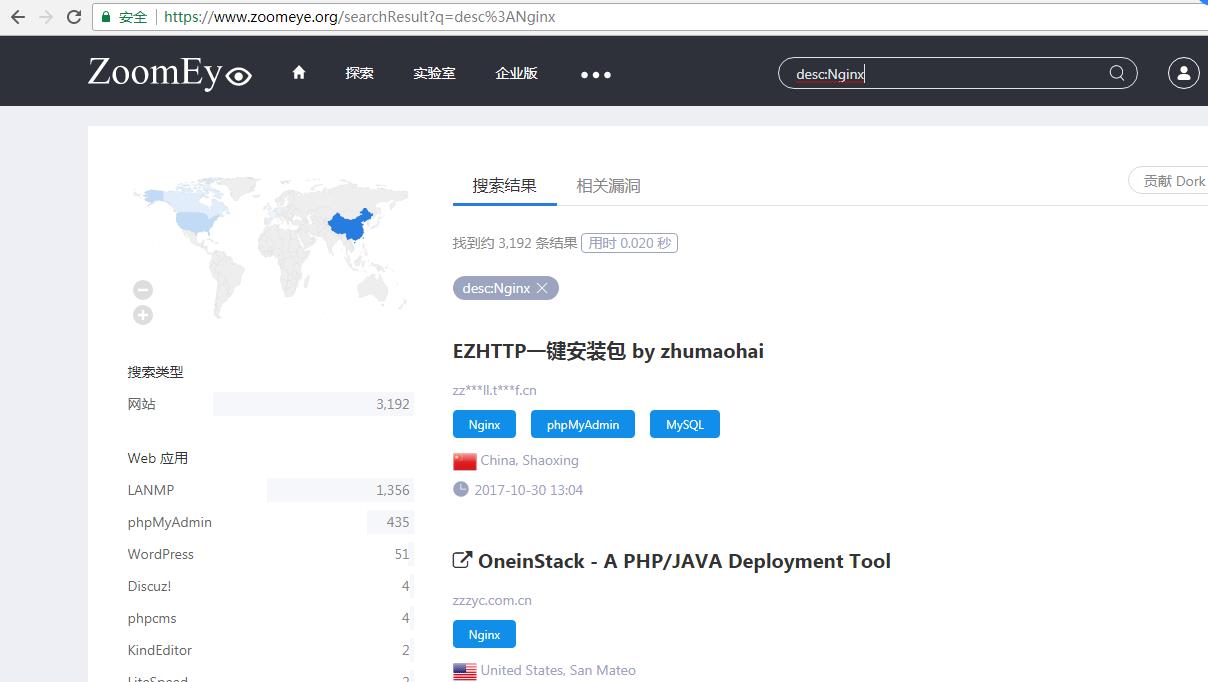 安全 https://www.zoomeye.org/searchResult?q=desc%3ANginx
ZoomEye 探索 实验室 企业版 desc:Nginx
搜索结果 相关漏洞 贡献 Dork
找到约 3,192 条结果 用时 0.020 秒
desc:Nginx
EZHTTP一键安装包 by zhumaohai
搜索类型
zz***ll.t***f.cn
网站 3,192
Nginx phpMyAdmin MySQL
Web 应用
China, Shaoxing
LANMP 1,356
2017-10-30 13:04
phpMyAdmin 435
WordPress 51
OneinStack - A PHP/JAVA Deployment Tool
Discuz! 4
zzzyc.com.cn
phpcms 4
Nginx
KindEditor 2
United States, San Mateo
LiteSpeed 2